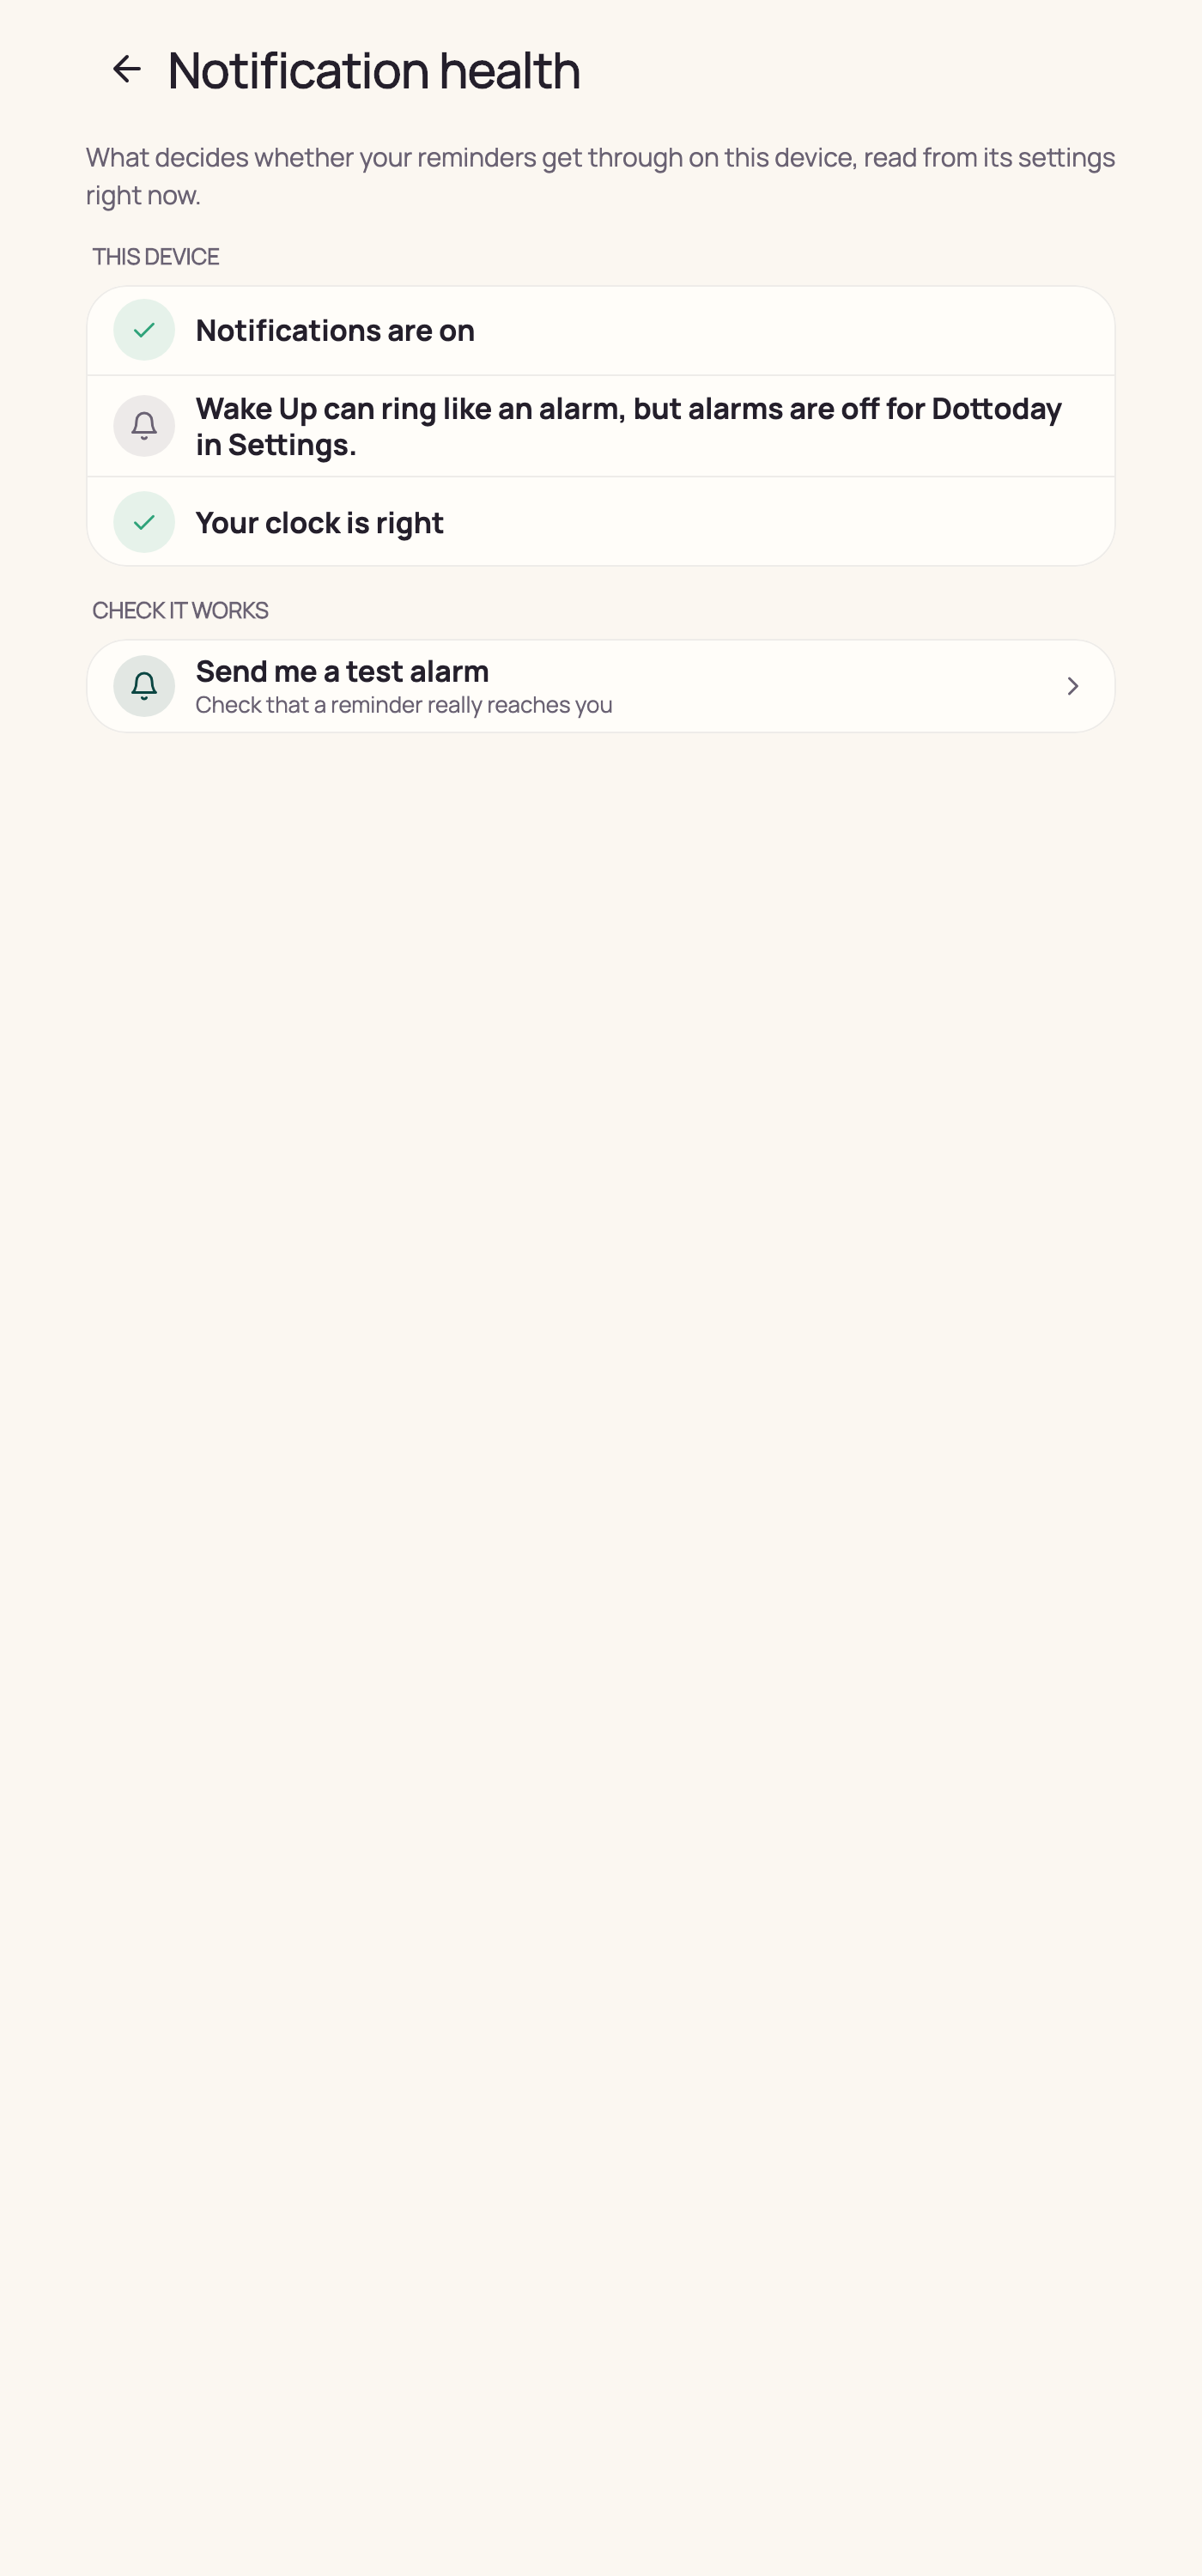 Notification health
What decides whether your reminders get through on this device, read from its settings
right now.
THIS DEVICE
Notifications are on
Wake Up can ring like an alarm, but alarms are off for Dottoday
in Settings.
Your clock is right
CHECK IT WORKS
Send me a test alarm
Check that a reminder really reaches you